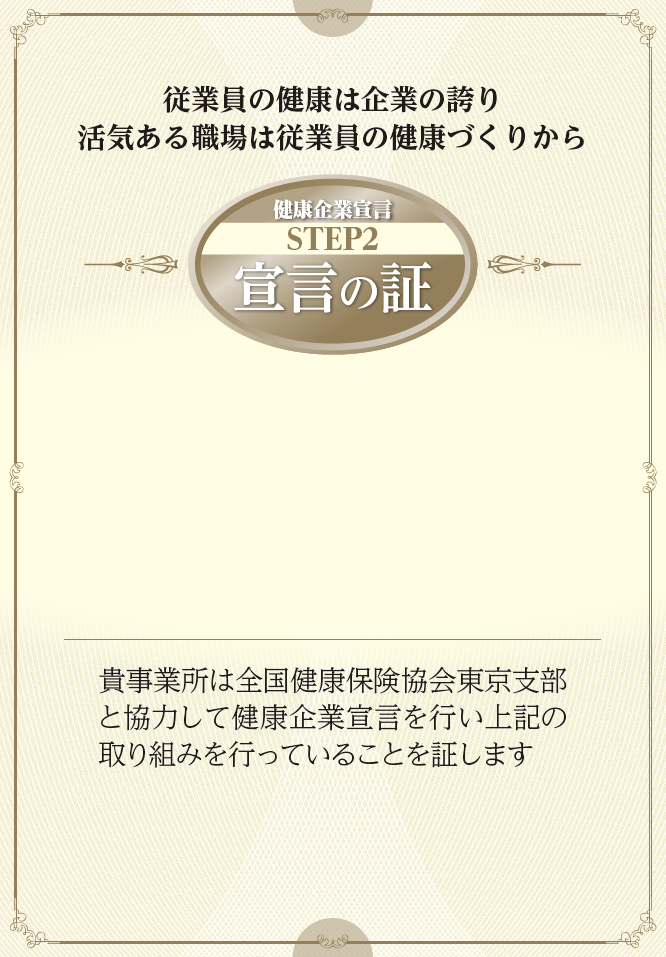 従業員の健康は企業の誇り
活気ある職場は従業員の健康づくりから
健康企業宣言
STEP2
宣言の証
貴事業所は全国健康保険協会東京支部
と協力して健康企業宣言を行い上記の
取り組みを行っていることを証します